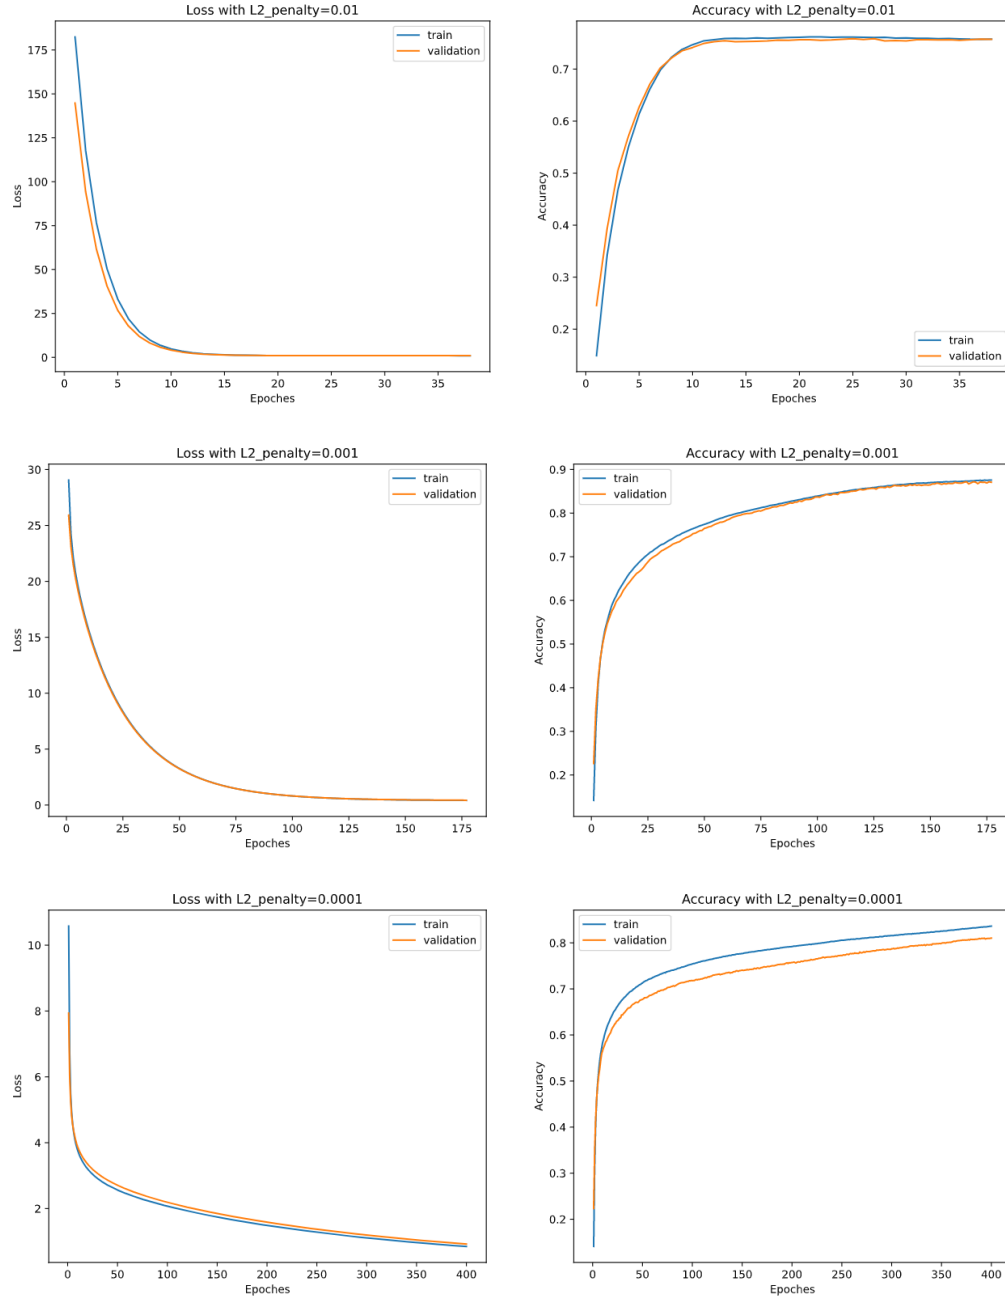 Loss with L2_penalty=0.01
175
150
125
100
75
50
25
0
Loss
train
validation
0 5 10 15 20 25 30 35
Epoches
Accuracy with L2_penalty=0.01
0.7
0.6
0.5
0.4
0.3
0.2
Accuracy
train
validation
0 5 10 15 20 25 30 35
Epoches
Loss with L2_penalty=0.001
30
25
20
15
10
5
0
Loss
train
validation
0 25 50 75 100 125 150 175
Epoches
Accuracy with L2_penalty=0.001
0.9
0.8
0.7
0.6
0.5
0.4
0.3
0.2
Accuracy
train
validation
0 25 50 75 100 125 150 175
Epoches
Loss with L2_penalty=0.0001
10
8
6
4
2
Loss
train
validation
0 50 100 150 200 250 300 350 400
Epoches
Accuracy with L2_penalty=0.0001
0.8
0.7
0.6
0.5
0.4
0.3
0.2
Accuracy
train
validation
0 50 100 150 200 250 300 350 400
Epoches